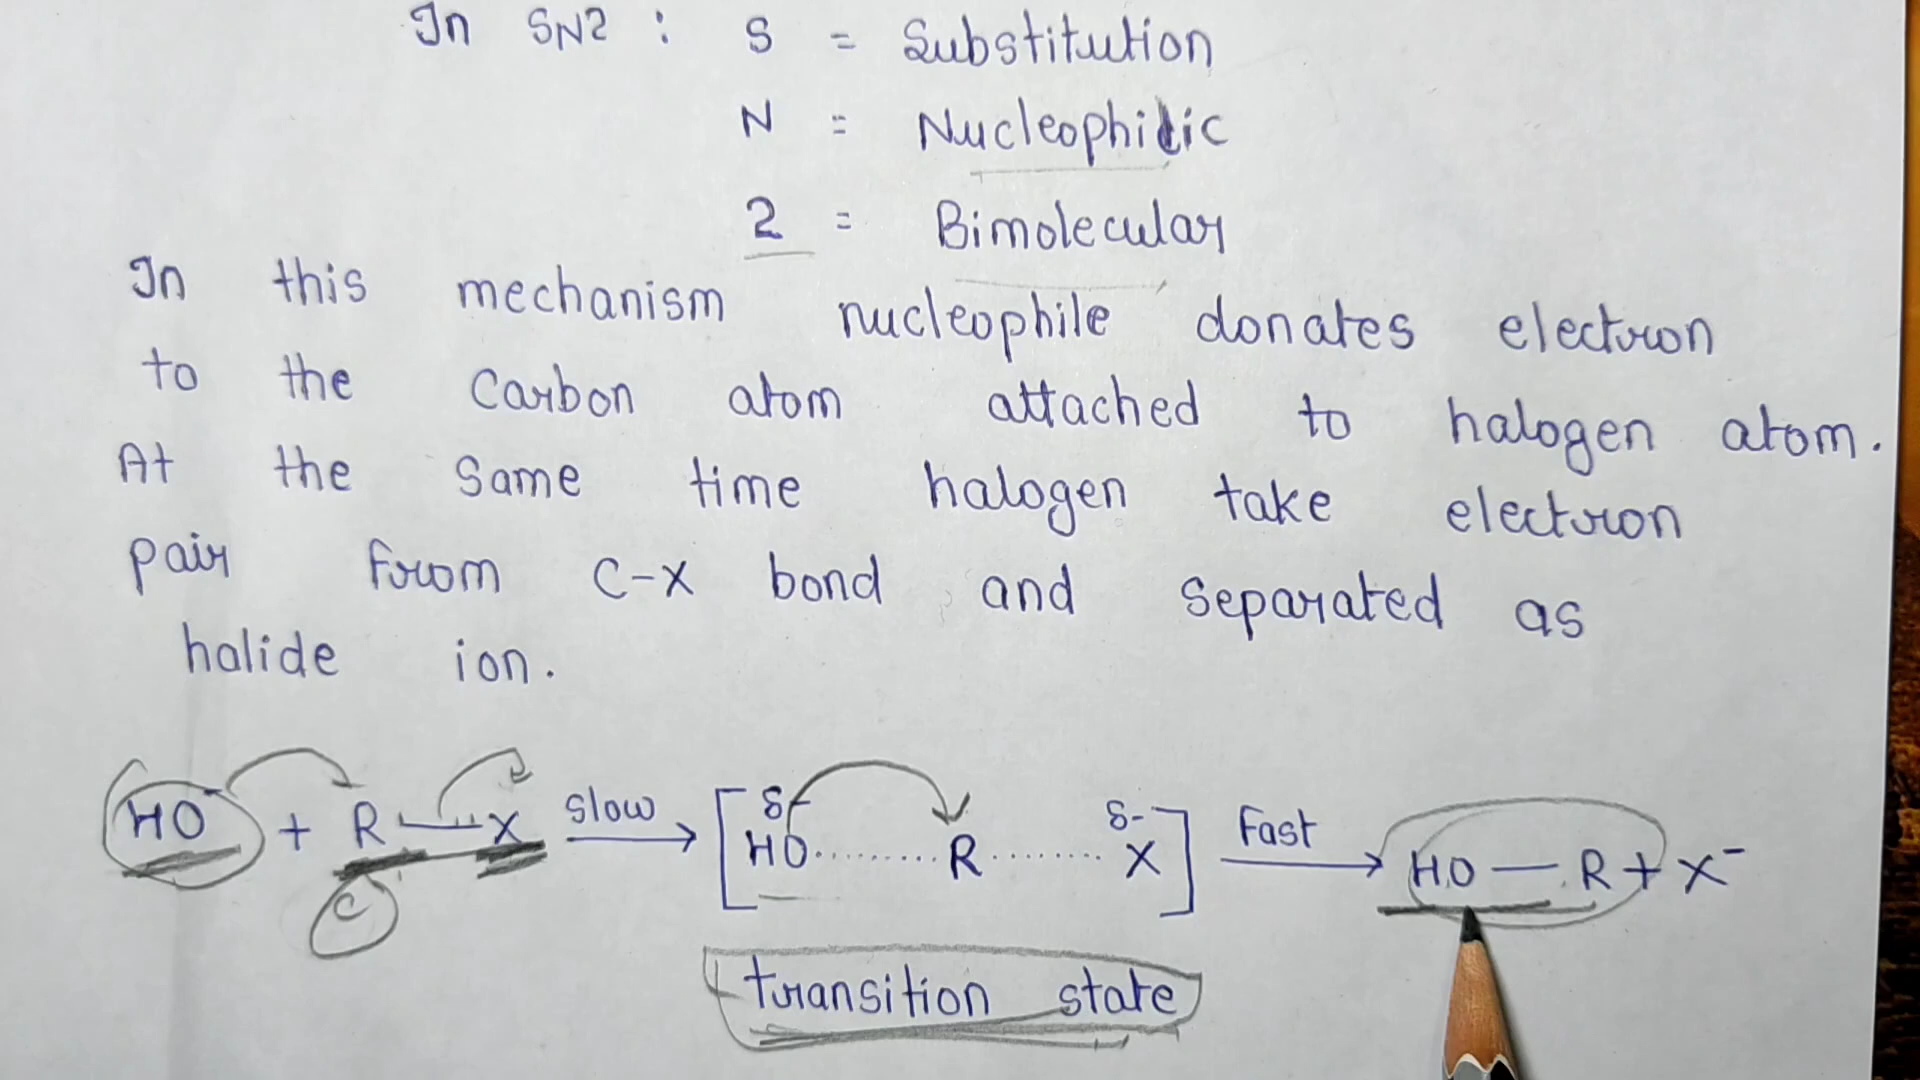 In SN2 : S = Substitution
N = Nucleophilic
2 = Bimolecular
In this mechanism nucleophile donates electron
to the carbon atom attached to halogen atom.
At the same time halogen take electron
pair from C-X bond and separated as
halide ion.
HO⁻ + R—X slow → [δ- HO........R........X δ-] Fast → HO—R + X⁻
C
transition state